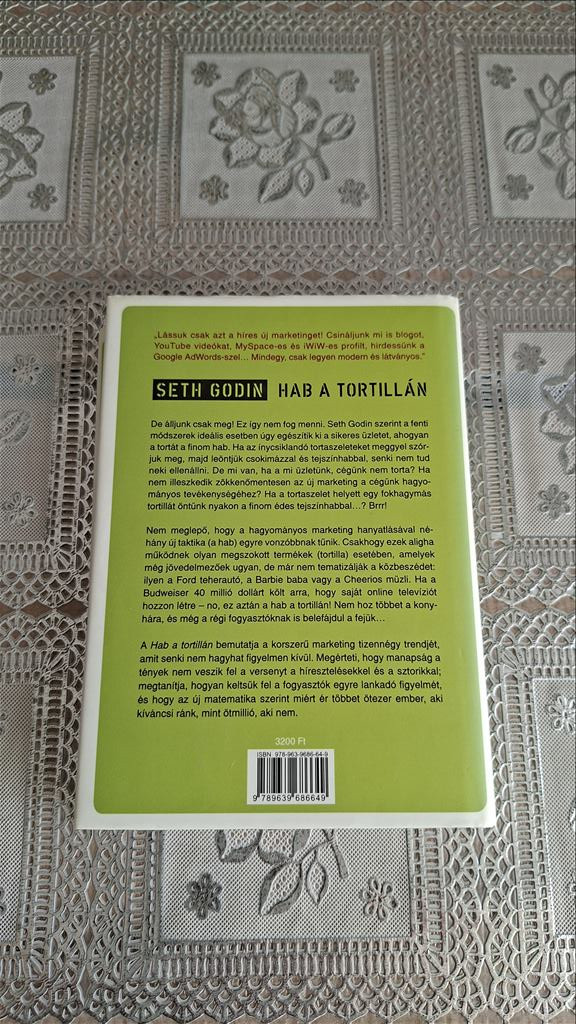 „Lássuk csak azt a híres új marketinget! Csináljunk mi is blogot,
YouTube videókat, MySpace-es és iWiW-es profilt, hirdessünk a
Google AdWords-szel... Mindegy, csak legyen modern és látványos."
SETH GODIN HAB A TORTILLÁN
De álljunk csak meg! Ez így nem fog menni. Seth Godin szerint a fenti
módszerek ideális esetben úgy egészítik ki a sikeres üzletet, ahogyan
a tortát a finom hab. Ha az ínycsiklandó tortaszeleteket meggyel szór-
juk meg, majd leöntjük csokimázzal és tejszínhabbal, senki nem tud
neki ellenállni. De mi van, ha a mi üzletünk, cégünk nem torta? Ha
nem illeszkedik zökkenőmentesen az új marketing a cégünk hagyo-
mányos tevékenységéhez? Ha a tortaszelet helyett egy fokhagymás
tortillát öntünk nyakon a finom édes tejszínhabbal...? Brrr!
Nem meglepő, hogy a hagyományos marketing hanyatlásával né-
hány új taktika (a hab) egyre vonzóbbnak tűnik. Csakhogy ezek aligha
működnek olyan megszokott termékek (tortilla) esetében, amelyek
még jövedelmezőek ugyan, de már nem tematizálják a közbeszédet:
ilyen a Ford teherautó, a Barbie baba vagy a Cheerios müzli. Ha a
Budweiser 40 millió dollárt költ arra, hogy saját online televíziót
hozzon létre – no, ez aztán a hab a tortillán! Nem hoz többet a kony-
hára, és még a régi fogyasztóknak is belefájdul a fejük...
A Hab a tortillán bemutatja a korszerű marketing tizennégy trendjét,
amit senki nem hagyhat figyelmen kívül. Megérteti, hogy manapság a
tények nem veszik fel a versenyt a híresztelésekkel és a sztorikkal;
megtanítja, hogyan keltsük fel a fogyasztók egyre lankadó figyelmét,
és hogy az új matematika szerint miért ér többet ötezer ember, aki
kíváncsi ránk, mint ötmillió, aki nem.
3200 Ft
ISBN 978-963-9686-64-9
9 789639 686649